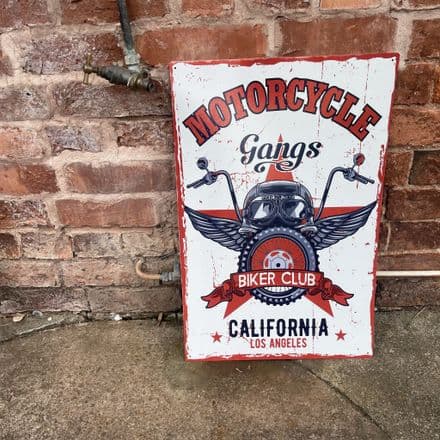 MOTORCYCLE
Gangs
BIKER CLUB
CALIFORNIA
LOS ANGELES